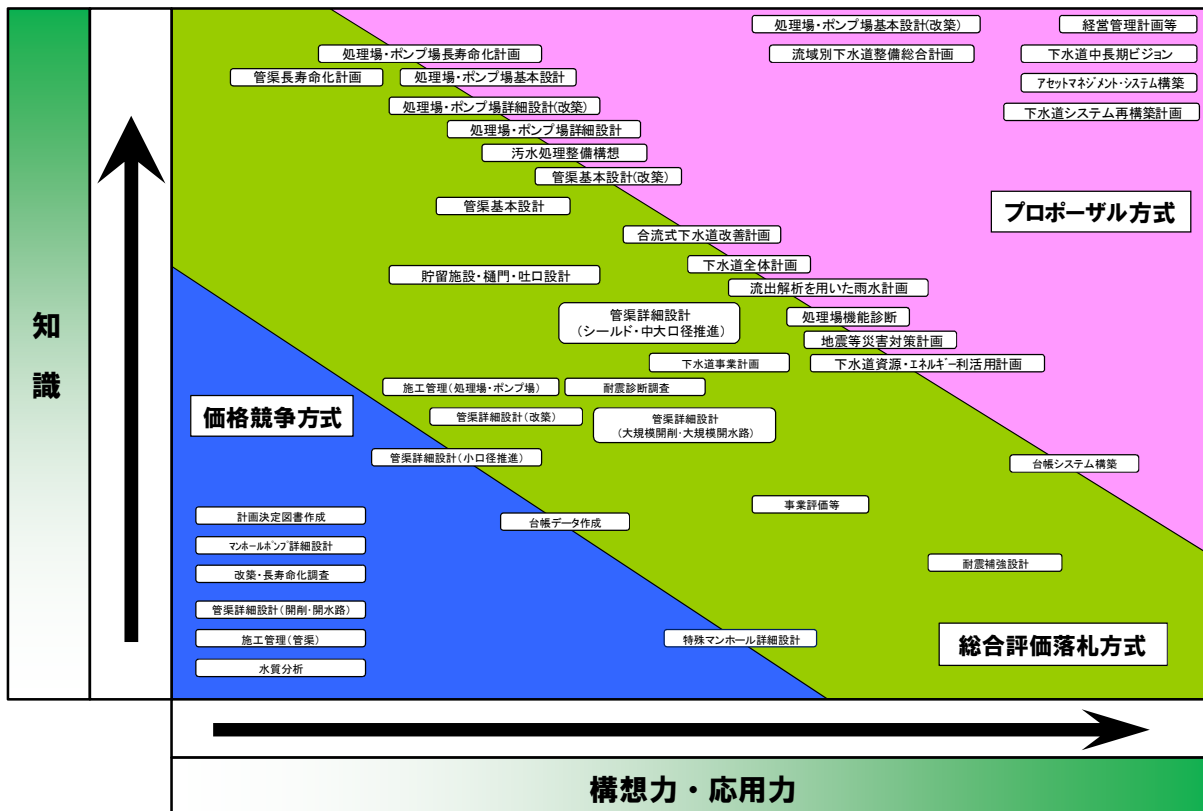 処理場・ポンプ場基本設計(改築)
経営管理計画等
処理場・ポンプ場長寿命化計画
流域別下水道整備総合計画
下水道中長期ビジョン
管渠長寿命化計画
処理場・ポンプ場基本設計
アセットマネジメント・システム構築
処理場・ポンプ場詳細設計(改築)
下水道システム再構築計画
処理場・ポンプ場詳細設計
汚水処理整備構想
管渠基本設計(改築)
管渠基本設計
プロポーザル方式
合流式下水道改善計画
下水道全体計画
貯留施設・樋門・吐口設計
流出解析を用いた雨水計画
管渠詳細設計
(シールド・中大口径推進)
処理場機能診断
地震等災害対策計画
下水道事業計画
下水道資源・エネルギー利活用計画
知
識
施工管理(処理場・ポンプ場)
耐震診断調査
価格競争方式
管渠詳細設計(改築)
管渠詳細設計
(大規模開削・大規模開水路)
管渠詳細設計(小口径推進)
台帳システム構築
事業評価等
計画決定図書作成
台帳データ作成
マンホールポンプ詳細設計
耐震補強設計
改築・長寿命化調査
管渠詳細設計(開削・開水路)
施工管理(管渠)
特殊マンホール詳細設計
総合評価落札方式
水質分析
構想力・応用力